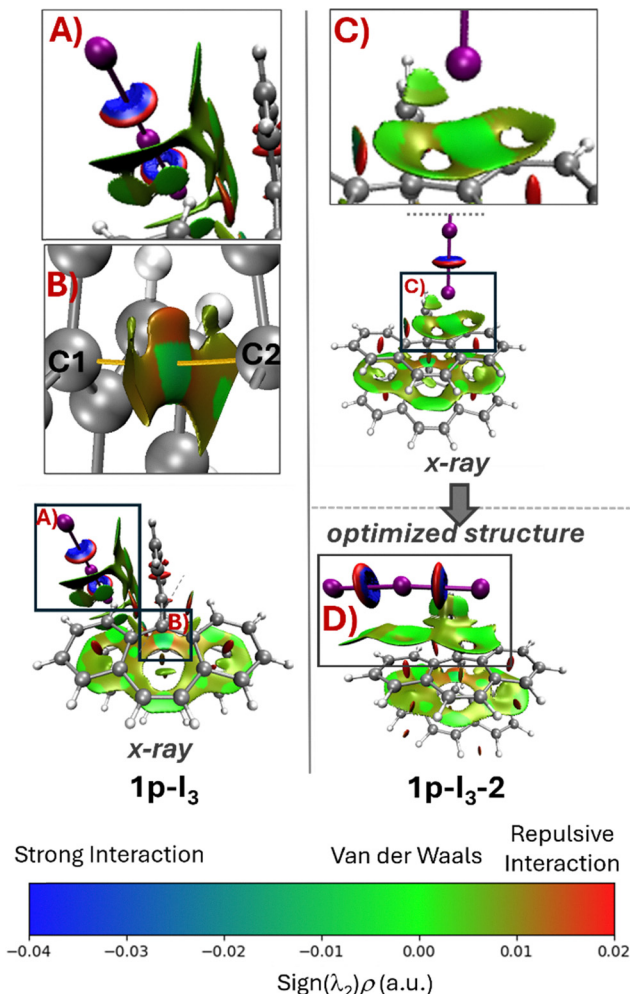 A)
C)
B)
C1
C2
C)
x-ray
optimized structure
A)
B)
D)
x-ray
1p-I₃
1p-I₃-2
Strong Interaction
Van der Waals
Repulsive
Interaction
−0.04
−0.03
−0.02
−0.01
0.00
0.01
0.02
Sign(λ₂)ρ (a.u.)